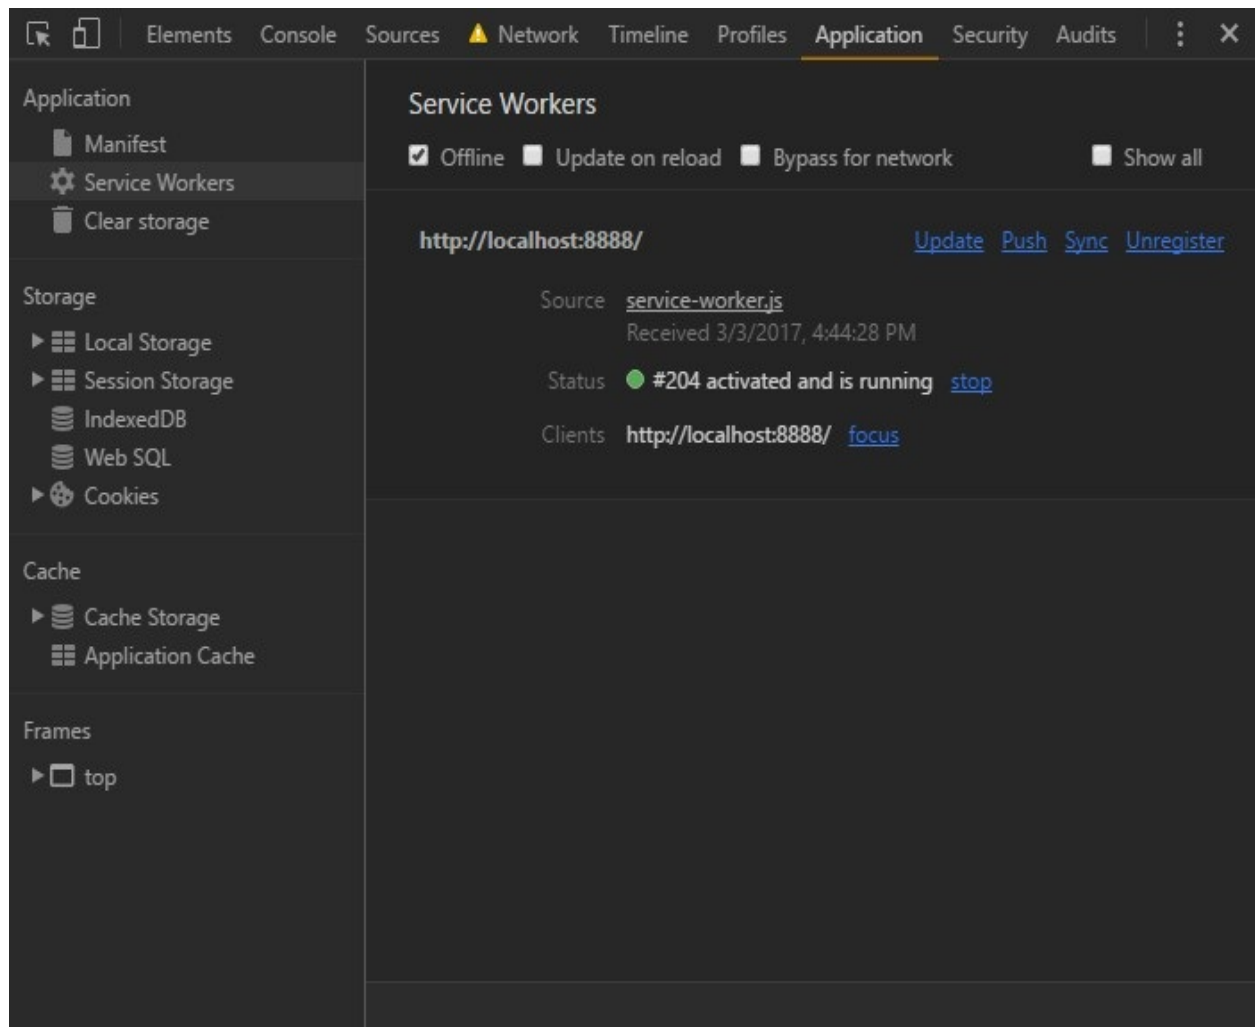 Elements Console Sources Network Timeline Profiles Application Security Audits
Application
Manifest
Service Workers
Clear storage
Storage
Local Storage
Session Storage
IndexedDB
Web SQL
Cookies
Cache
Cache Storage
Application Cache
Frames
top
Service Workers
Offline Update on reload Bypass for network Show all
http://localhost:8888/ Update Push Sync Unregister
Source service-worker.js
Received 3/3/2017, 4:44:28 PM
Status #204 activated and is running stop
Clients http://localhost:8888/ focus